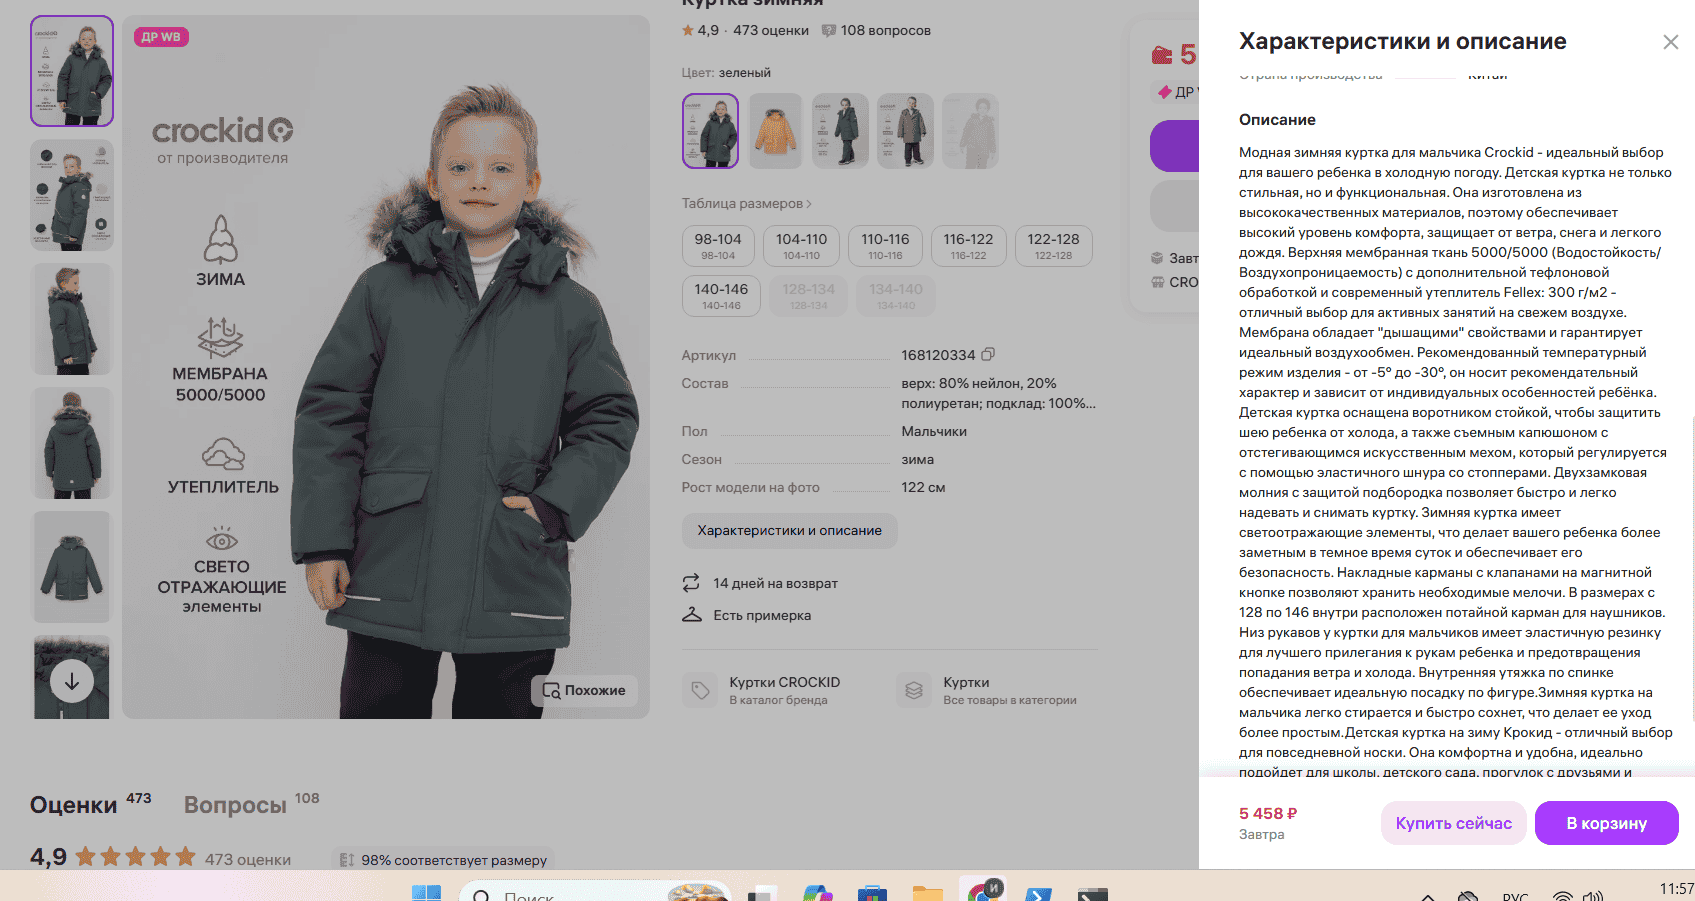 Куртка зимняя
4,9 · 473 оценки
108 вопросов
Цвет: зеленый
Таблица размеров
98-104
98-104
104-110
104-110
110-116
110-116
116-122
116-122
122-128
122-128
140-146
140-146
128-134
128-134
134-140
134-140
Артикул
168120334
Состав
верх: 80% нейлон, 20%
полиуретан; подклад: 100%...
Пол
Мальчики
Сезон
зима
Рост модели на фото
122 см
Характеристики и описание
14 дней на возврат
Есть примерка
Куртки CROCKID
В каталог бренда
Куртки
Все товары в категории
ДР WB
crockid
от производителя
ЗИМА
МЕМБРАНА
5000/5000
УТЕПЛИТЕЛЬ
СВЕТО
ОТРАЖАЮЩИЕ
элементы
Похожие
5
ДР
Завт
CRO
Оценки 473
Вопросы 108
4,9
473 оценки
98% соответствует размеру
Характеристики и описание
Страна производства
Китай
Описание
Модная зимняя куртка для мальчика Crockid - идеальный выбор
для вашего ребенка в холодную погоду. Детская куртка не только
стильная, но и функциональная. Она изготовлена из
высококачественных материалов, поэтому обеспечивает
высокий уровень комфорта, защищает от ветра, снега и легкого
дождя. Верхняя мембранная ткань 5000/5000 (Водостойкость/
Воздухопроницаемость) с дополнительной тефлоновой
обработкой и современный утеплитель Fellex: 300 г/м2 -
отличный выбор для активных занятий на свежем воздухе.
Мембрана обладает "дышащими" свойствами и гарантирует
идеальный воздухообмен. Рекомендованный температурный
режим изделия - от -5° до -30°, он носит рекомендательный
характер и зависит от индивидуальных особенностей ребёнка.
Детская куртка оснащена воротником стойкой, чтобы защитить
шею ребенка от холода, а также съемным капюшоном с
отстегивающимся искусственным мехом, который регулируется
с помощью эластичного шнура со стопперами. Двухзамковая
молния с защитой подбородка позволяет быстро и легко
надевать и снимать куртку. Зимняя куртка имеет
светоотражающие элементы, что делает вашего ребенка более
заметным в темное время суток и обеспечивает его
безопасность. Накладные карманы с клапанами на магнитной
кнопке позволяют хранить необходимые мелочи. В размерах с
128 по 146 внутри расположен потайной карман для наушников.
Низ рукавов у куртки для мальчиков имеет эластичную резинку
для лучшего прилегания к рукам ребенка и предотвращения
попадания ветра и холода. Внутренняя утяжка по спинке
обеспечивает идеальную посадку по фигуре.Зимняя куртка на
мальчика легко стирается и быстро сохнет, что делает ее уход
более простым.Детская куртка на зиму Крокид - отличный выбор
для повседневной носки. Она комфортна и удобна, идеально
подойдет для школы, детского сада, прогулок с друзьями и
5 458 ₽
Завтра
Купить сейчас
В корзину
Поиск
И
РУС
11:57